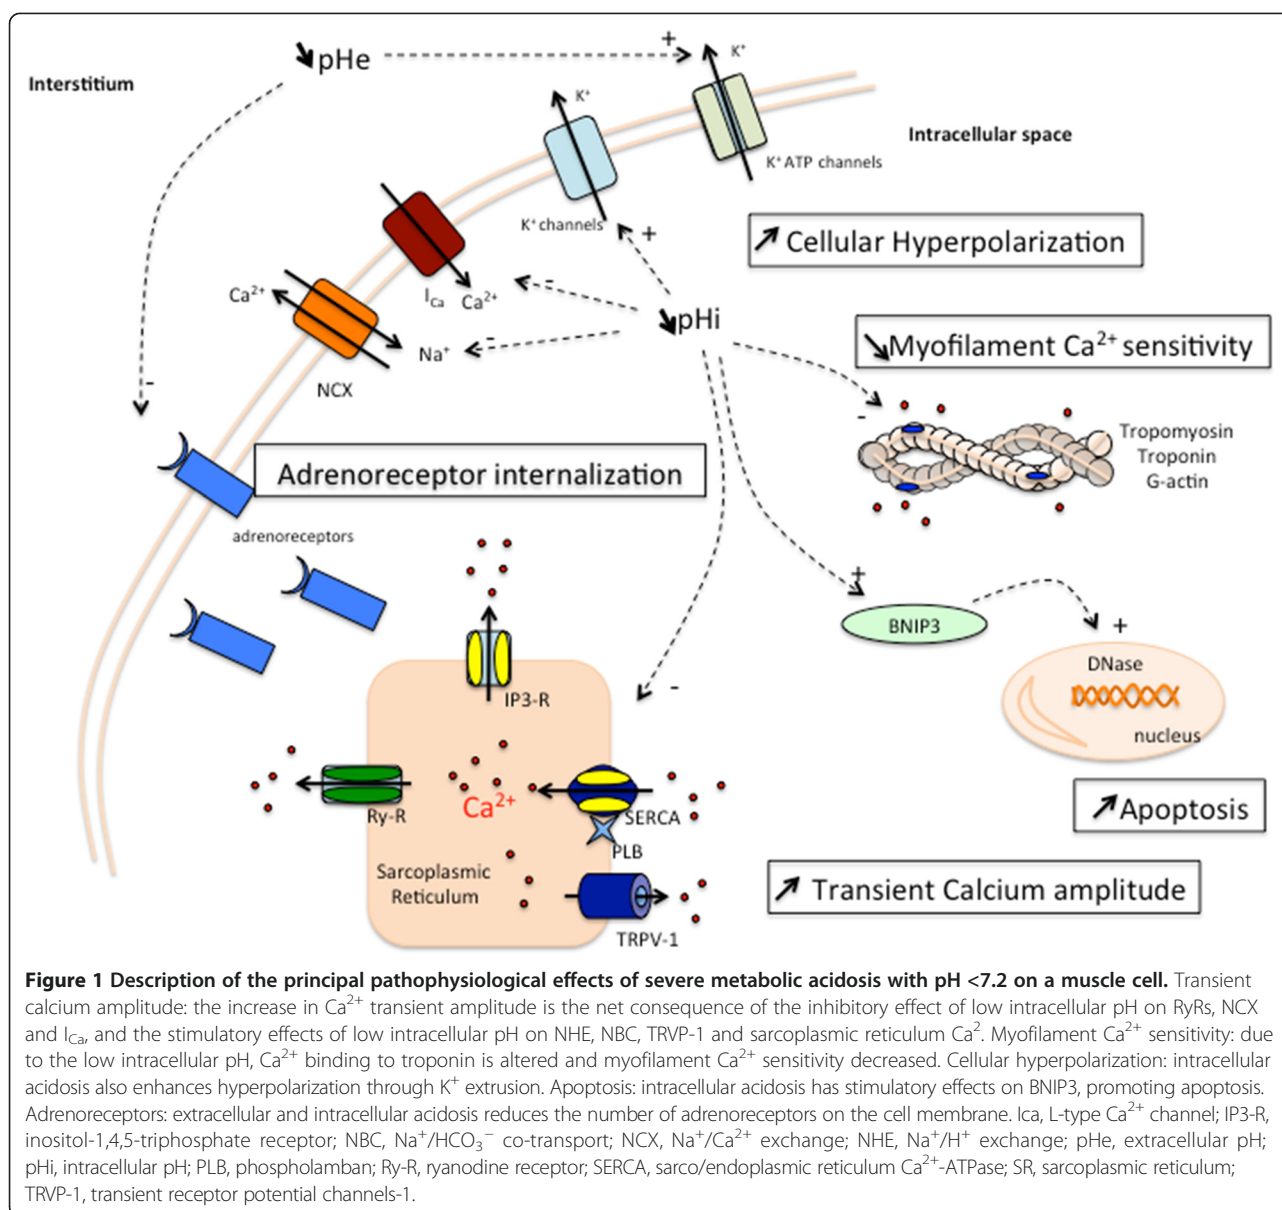 pHe
+
K⁺
Interstitium
K⁺
Intracellular space
K⁺ ATP channels
K⁺ channels
+
Cellular Hyperpolarization
-
I_Ca Ca²⁺
Ca²⁺
pHi
-
Na⁺
Myofilament Ca²⁺ sensitivity
NCX
-
-
Tropomyosin
Troponin
G-actin
Adrenoreceptor internalization
adrenoreceptors
+
BNIP3
+
DNase
nucleus
-
IP3-R
Ca²⁺
Ry-R
SERCA
PLB
Apoptosis
Sarcoplasmic
Reticulum
Transient Calcium amplitude
TRPV-1
Figure 1 Description of the principal pathophysiological effects of severe metabolic acidosis with pH <7.2 on a muscle cell. Transient
calcium amplitude: the increase in Ca²⁺ transient amplitude is the net consequence of the inhibitory effect of low intracellular pH on RyRs, NCX
and I_Ca, and the stimulatory effects of low intracellular pH on NHE, NBC, TRVP-1 and sarcoplasmic reticulum Ca². Myofilament Ca²⁺ sensitivity: due
to the low intracellular pH, Ca²⁺ binding to troponin is altered and myofilament Ca²⁺ sensitivity decreased. Cellular hyperpolarization: intracellular
acidosis also enhances hyperpolarization through K⁺ extrusion. Apoptosis: intracellular acidosis has stimulatory effects on BNIP3, promoting apoptosis.
Adrenoreceptors: extracellular and intracellular acidosis reduces the number of adrenoreceptors on the cell membrane. Ica, L-type Ca²⁺ channel; IP3-R,
inositol-1,4,5-triphosphate receptor; NBC, Na⁺/HCO₃⁻ co-transport; NCX, Na⁺/Ca²⁺ exchange; NHE, Na⁺/H⁺ exchange; pHe, extracellular pH;
pHi, intracellular pH; PLB, phospholamban; Ry-R, ryanodine receptor; SERCA, sarco/endoplasmic reticulum Ca²⁺-ATPase; SR, sarcoplasmic reticulum;
TRVP-1, transient receptor potential channels-1.